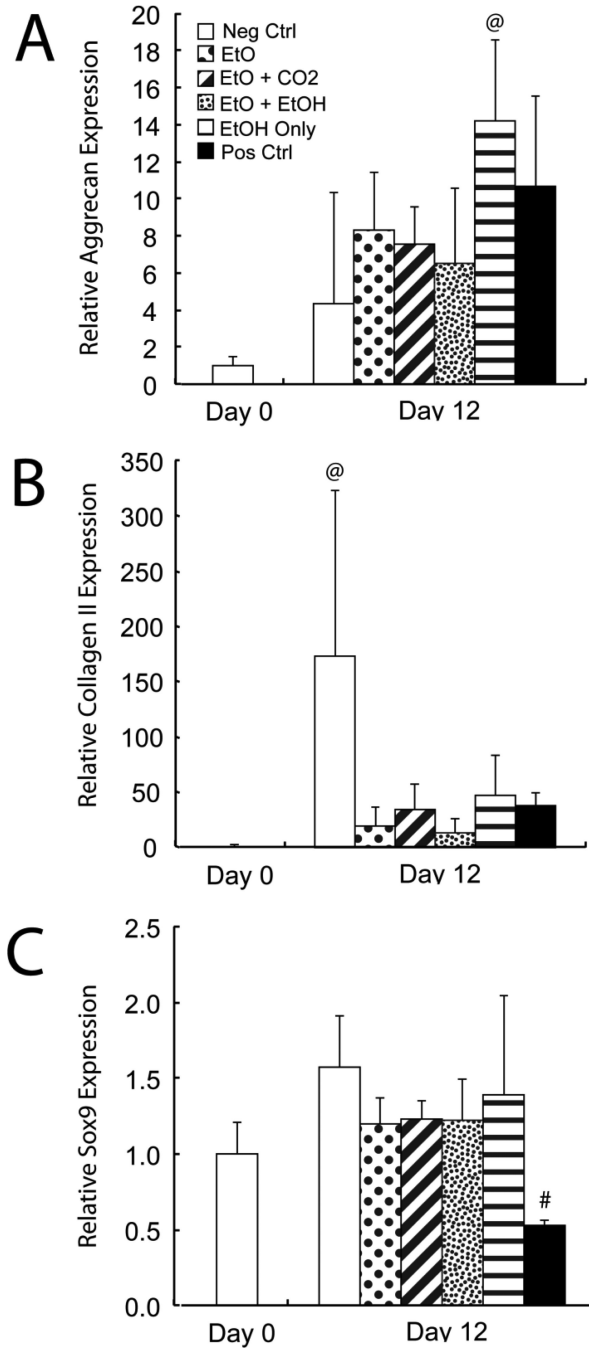 A
Relative Aggrecan Expression
20
18
16
14
12
10
8
6
4
2
0
Neg Ctrl
EtO
EtO + CO2
EtO + EtOH
EtOH Only
Pos Ctrl
@
Day 0
Day 12
B
Relative Collagen II Expression
350
300
250
200
150
100
50
0
@
Day 0
Day 12
C
Relative Sox9 Expression
2.5
2.0
1.5
1.0
0.5
0.0
#
Day 0
Day 12